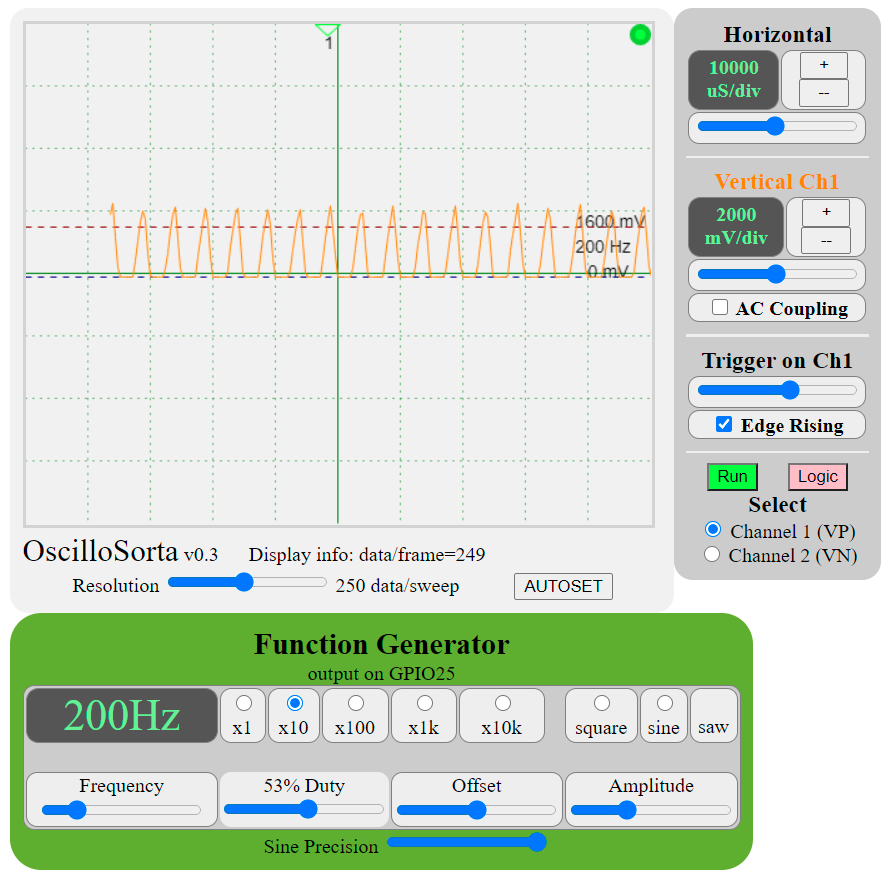 1
1600 mV
200 Hz
0 mV
OscilloSorta v0.3 Display info: data/frame=249
Resolution 250 data/sweep AUTOSET
Horizontal
10000
uS/div
+
--
Vertical Ch1
2000
mV/div
+
--
AC Coupling
Trigger on Ch1
Edge Rising
Run Logic
Select
Channel 1 (VP)
Channel 2 (VN)
Function Generator
output on GPIO25
200Hz x1 x10 x100 x1k x10k square sine saw
Frequency 53% Duty Offset Amplitude
Sine Precision